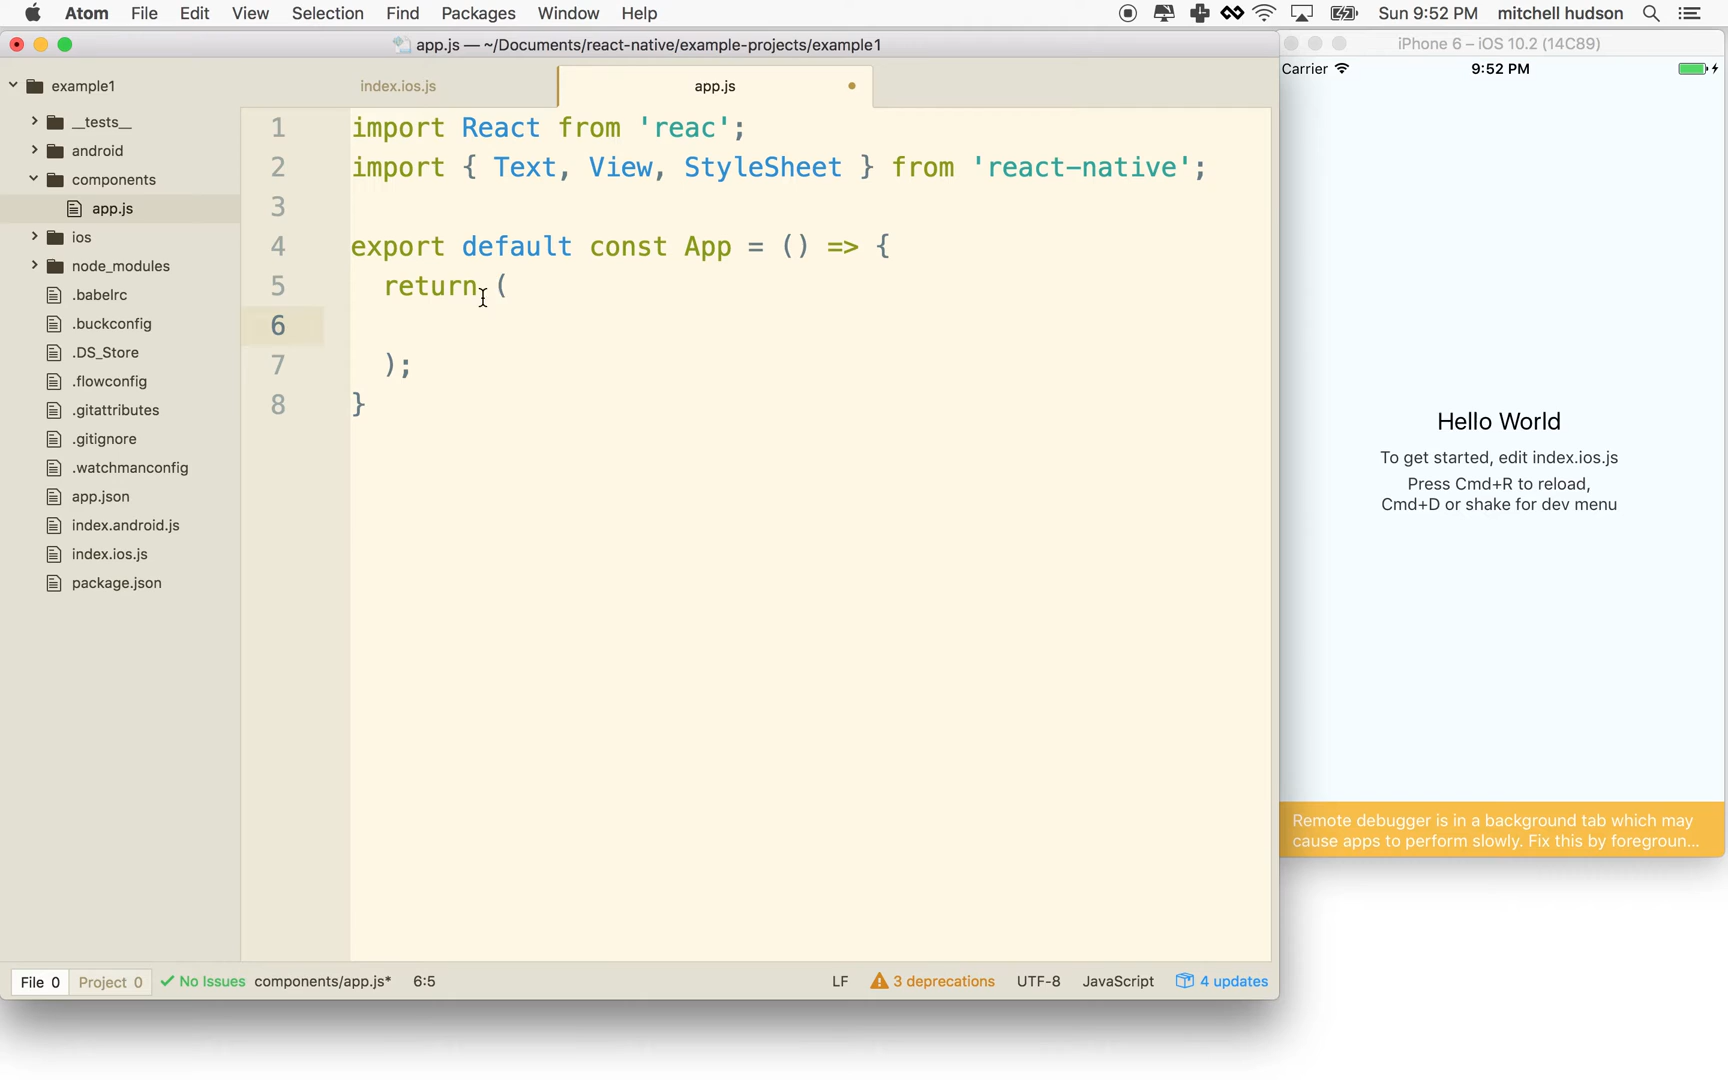 Atom File Edit View Selection Find Packages Window Help Sun 9:52 PM mitchell hudson
app.js — ~/Documents/react-native/example-projects/example1
example1
__tests__
android
components
app.js
ios
node_modules
.babelrc
.buckconfig
.DS_Store
.flowconfig
.gitattributes
.gitignore
.watchmanconfig
app.json
index.android.js
index.ios.js
package.json
index.ios.js app.js
1 import React from 'reac';
2 import { Text, View, StyleSheet } from 'react-native';
3
4 export default const App = () => {
5 return (
6
7 );
8 }
File 0 Project 0 No Issues components/app.js* 6:5 LF 3 deprecations UTF-8 JavaScript 4 updates
iPhone 6 – iOS 10.2 (14C89)
Carrier 9:52 PM
Hello World
To get started, edit index.ios.js
Press Cmd+R to reload,
Cmd+D or shake for dev menu
Remote debugger is in a background tab which may
cause apps to perform slowly. Fix this by foregroun...